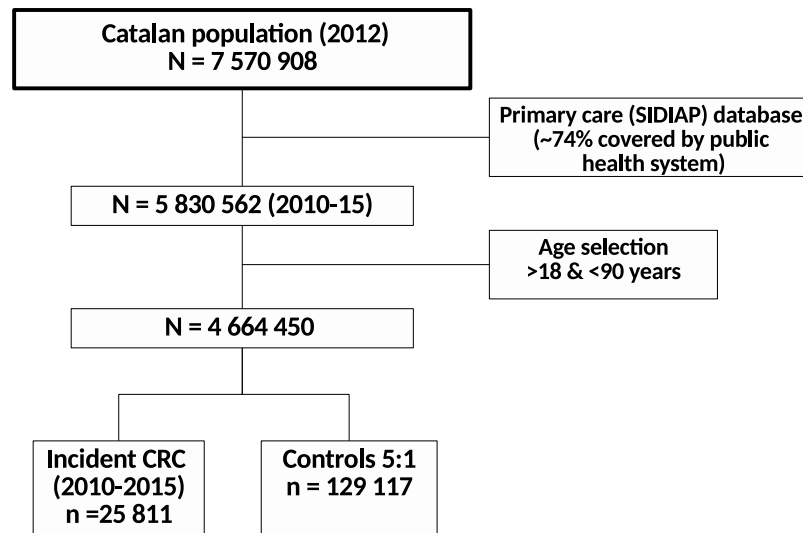 Catalan population (2012)
N = 7 570 908
Primary care (SIDIAP) database
(~74% covered by public
health system)
N = 5 830 562 (2010-15)
Age selection
>18 & <90 years
N = 4 664 450
Incident CRC
(2010-2015)
n =25 811
Controls 5:1
n = 129 117